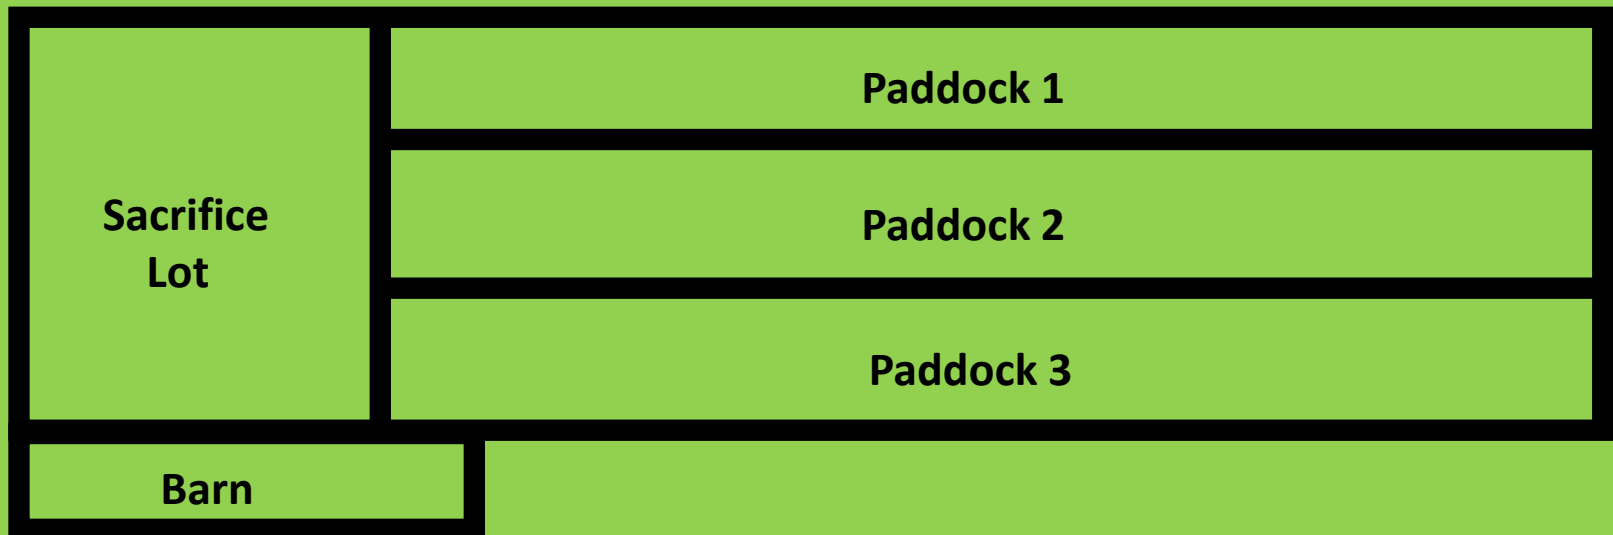 Paddock 1
Sacrifice
Lot
Paddock 2
Paddock 3
Barn